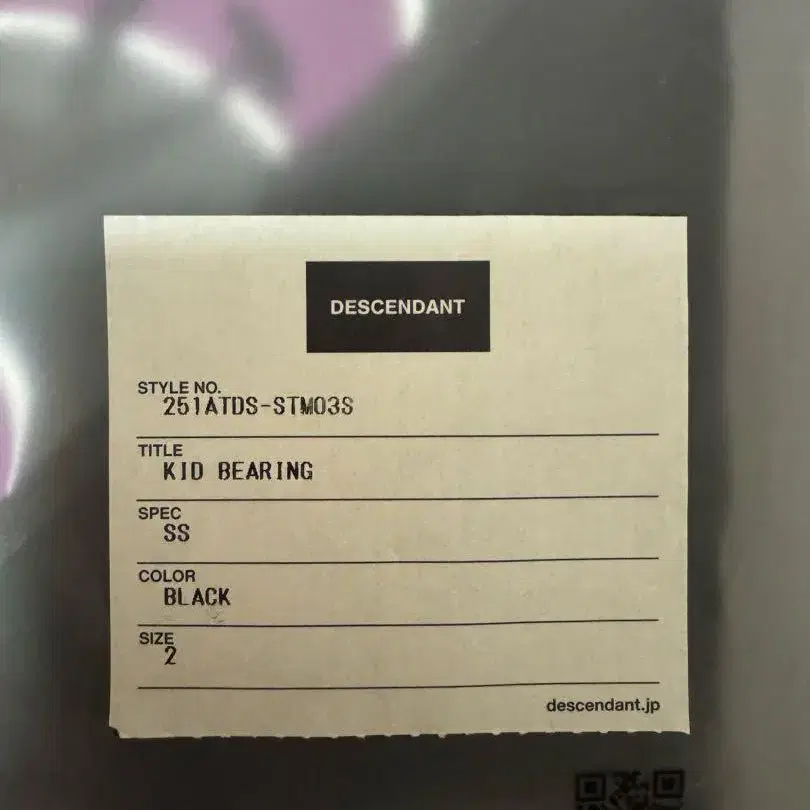 DESCENDANT
STYLE NO.
251ATDS-STM03S
TITLE
KID BEARING
SPEC
SS
COLOR
BLACK
SIZE
2
descendant.jp